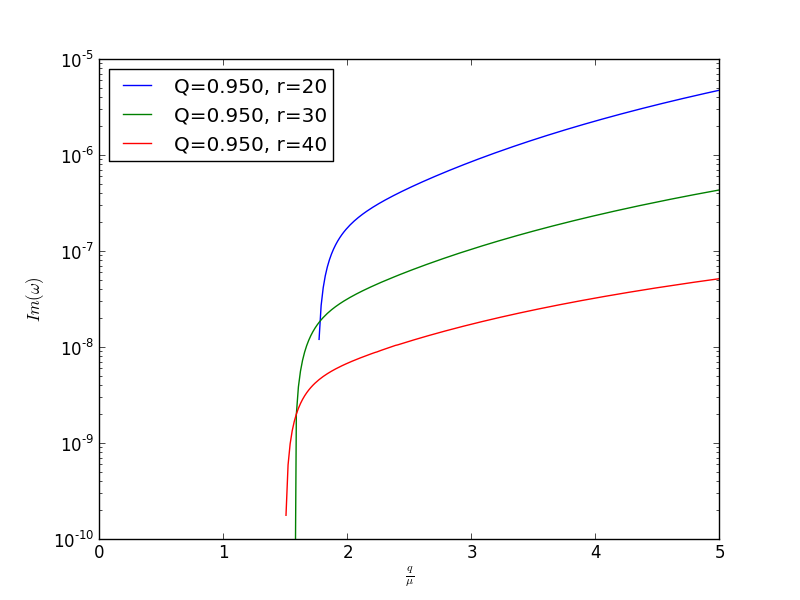 10^-5
10^-6
10^-7
10^-8
10^-9
10^-10
Im(ω)
Q=0.950, r=20
Q=0.950, r=30
Q=0.950, r=40
0 1 2 3 4 5
q/μ